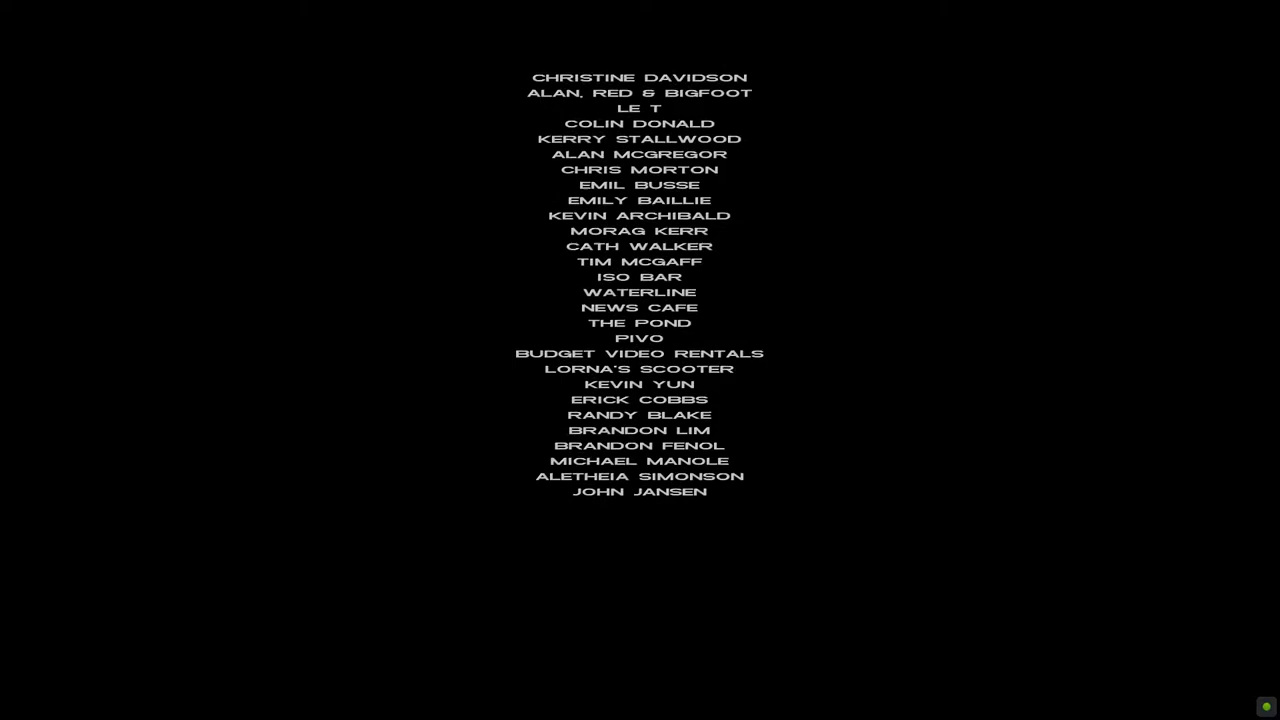 CHRISTINE DAVIDSON
ALAN, RED & BIGFOOT
LE T
COLIN DONALD
KERRY STALLWOOD
ALAN MCGREGOR
CHRIS MORTON
EMIL BUSSE
EMILY BAILLIE
KEVIN ARCHIBALD
MORAG KERR
CATH WALKER
TIM MCGAFF
ISO BAR
WATERLINE
NEWS CAFE
THE POND
PIVO
BUDGET VIDEO RENTALS
LORNA'S SCOOTER
KEVIN YUN
ERICK COBBS
RANDY BLAKE
BRANDON LIM
BRANDON FENOL
MICHAEL MANOLE
ALETHEIA SIMONSON
JOHN JANSEN